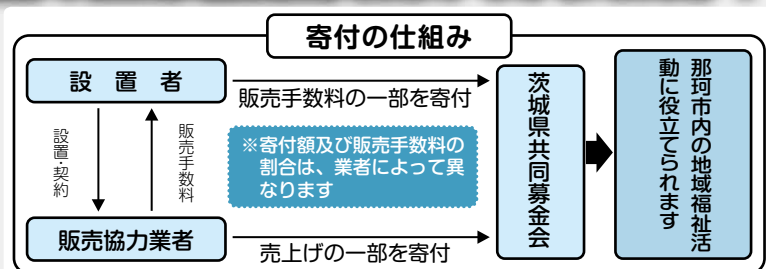 寄付の仕組み
設置者
販売手数料の一部を寄付
設置・契約
販売手数料
※寄付額及び販売手数料の
割合は、業者によって異
なります
販売協力業者
売上げの一部を寄付
茨城県共同募金会
那珂市内の地域福祉活
動に役立てられます